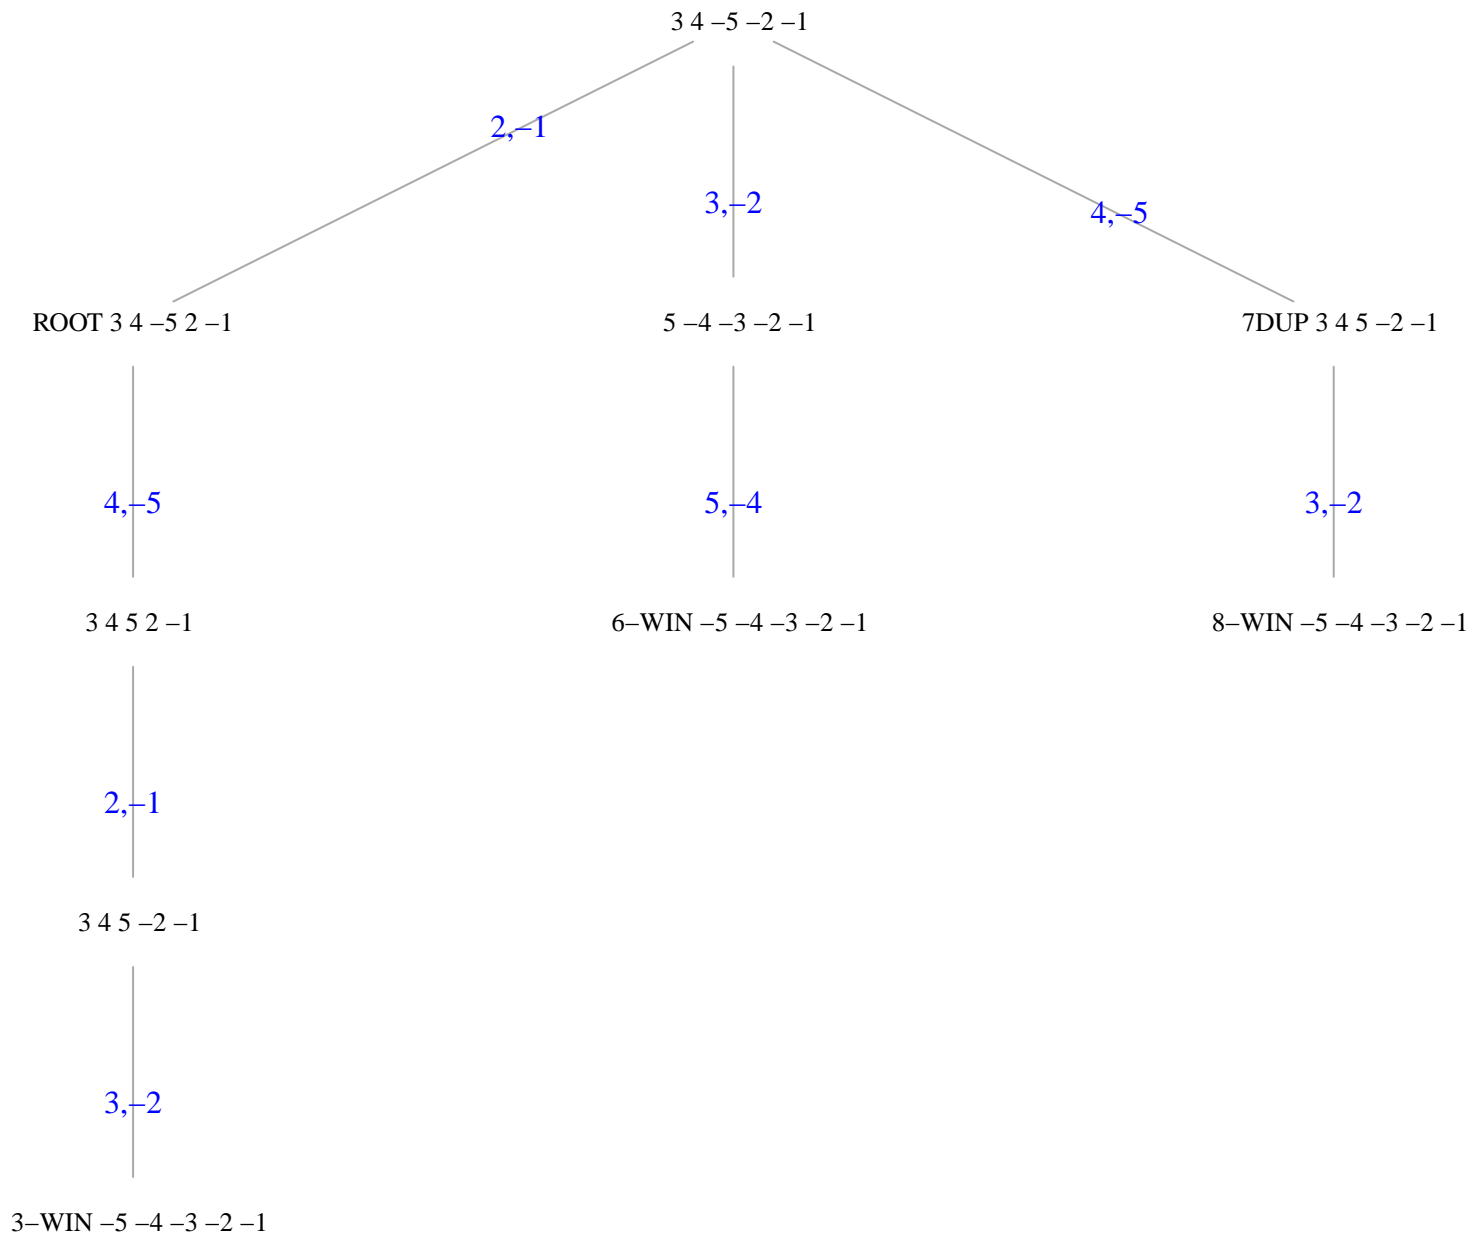 3 4 –5 –2 –1
2,–1
3,–2
4,–5
ROOT 3 4 –5 2 –1
5 –4 –3 –2 –1
7DUP 3 4 5 –2 –1
4,–5
5,–4
3,–2
3 4 5 2 –1
6–WIN –5 –4 –3 –2 –1
8–WIN –5 –4 –3 –2 –1
2,–1
3 4 5 –2 –1
3,–2
3–WIN –5 –4 –3 –2 –1